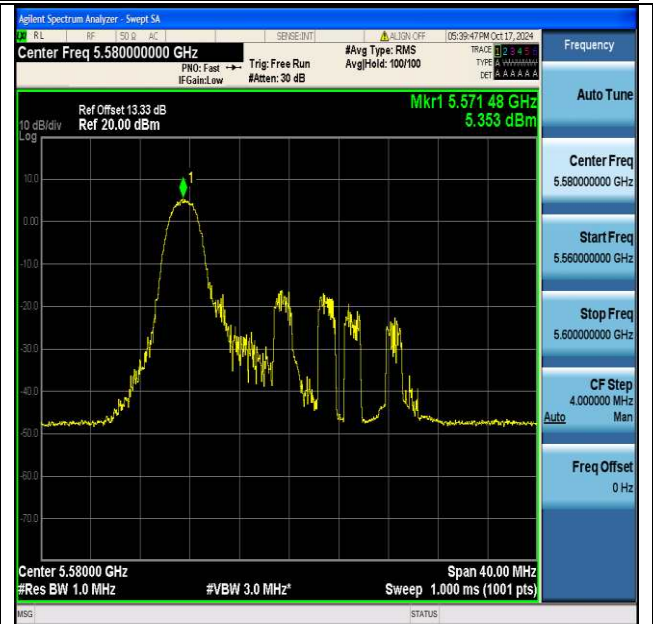 Agilent Spectrum Analyzer - Swept SA
RL RF 50 Ω AC SENSE:INT ALIGN OFF 05:39:47 PM Oct 17, 2024
Center Freq 5.580000000 GHz
PNO: Fast
IFGain:Low
Trig: Free Run
#Atten: 30 dB
#Avg Type: RMS
Avg|Hold: 100/100
TRACE 1 2 3 4 5 6
TYPE A
DET A A A A A A
Frequency
Auto Tune
Center Freq
5.580000000 GHz
Start Freq
5.560000000 GHz
Stop Freq
5.600000000 GHz
CF Step
4.000000 MHz
Auto Man
Freq Offset
0 Hz
Mkr1 5.571 48 GHz
5.353 dBm
Ref Offset 13.33 dB
10 dB/div Ref 20.00 dBm
Log
1
10.0
0.00
-10.0
-20.0
-30.0
-40.0
-50.0
-60.0
-70.0
Center 5.58000 GHz Span 40.00 MHz
#Res BW 1.0 MHz #VBW 3.0 MHz* Sweep 1.000 ms (1001 pts)
MSG STATUS